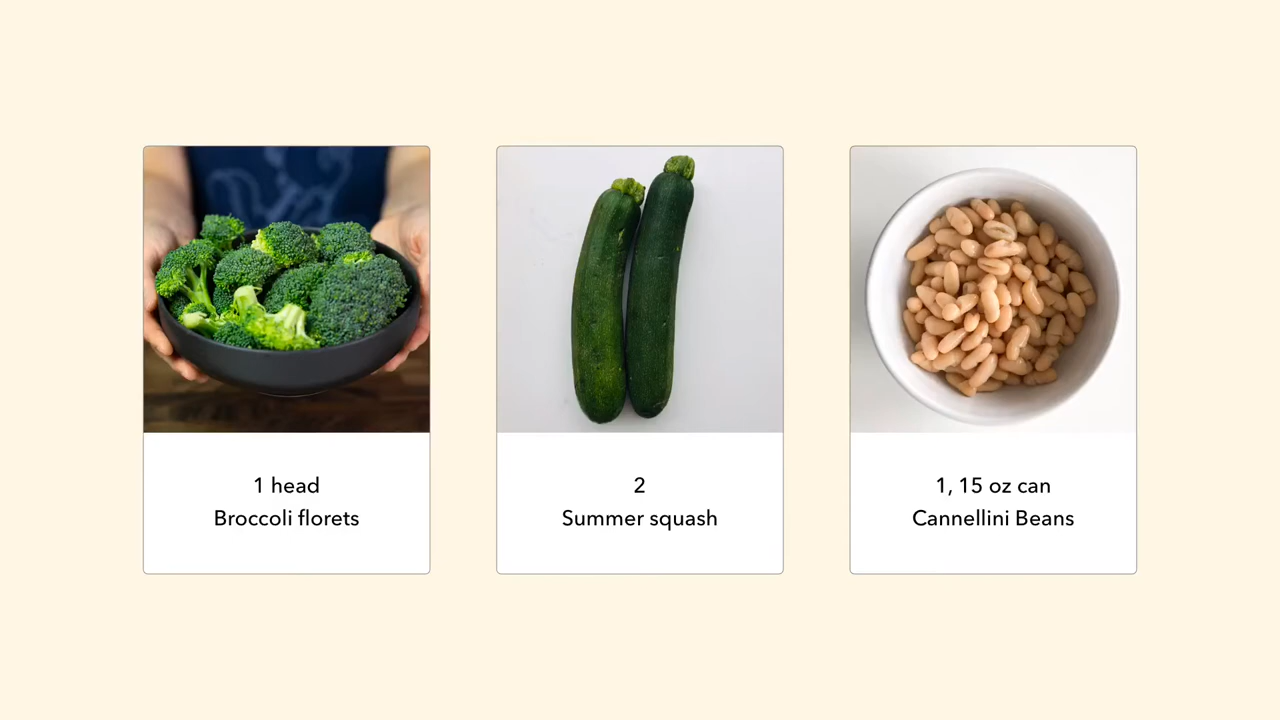 1 head
Broccoli florets
2
Summer squash
1, 15 oz can
Cannellini Beans